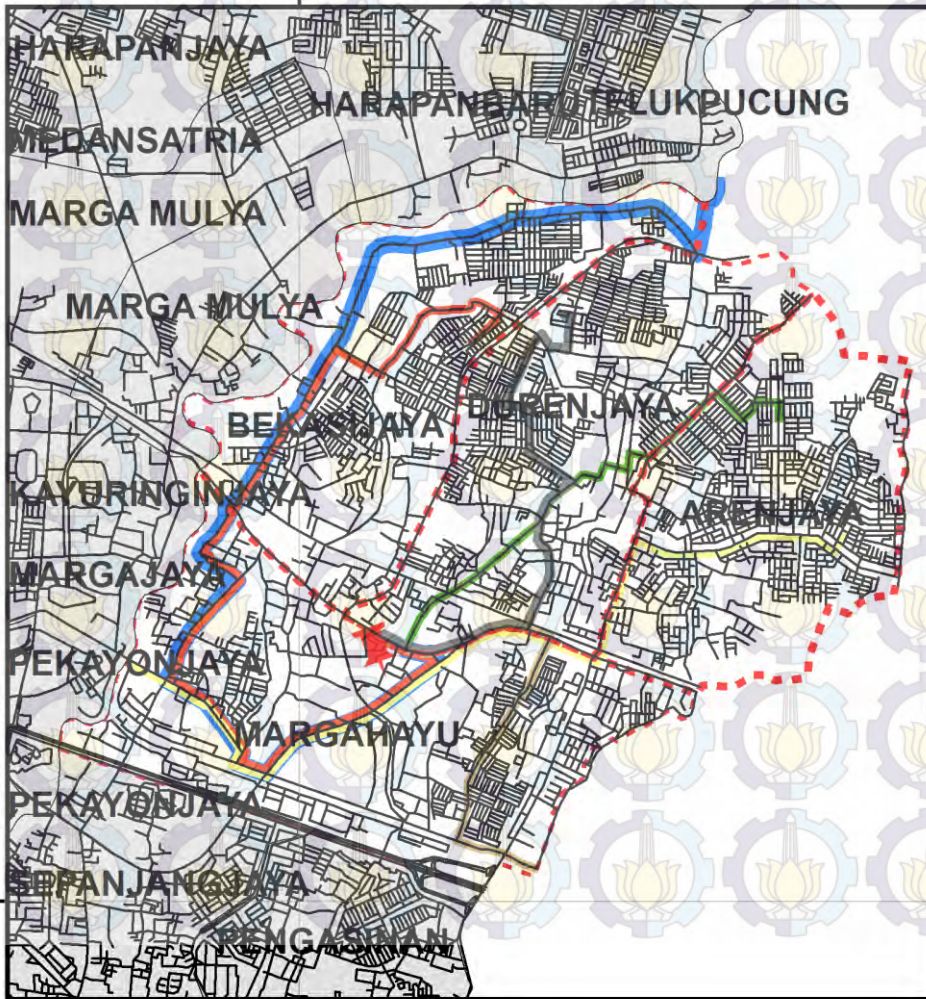 HARAPANJAYA
HARAPANBARU
TELUKPUCUNG
MEDANSATRIA
MARGA MULYA
MARGA MULYA
DURENJAYA
BEKASIJAYA
KAYURINGINJAYA
ARENJAYA
MARGAJAYA
PEKAYONJAYA
MARGAHAYU
PEKAYONJAYA
SEPANJANGJAYA
PENGASINAN